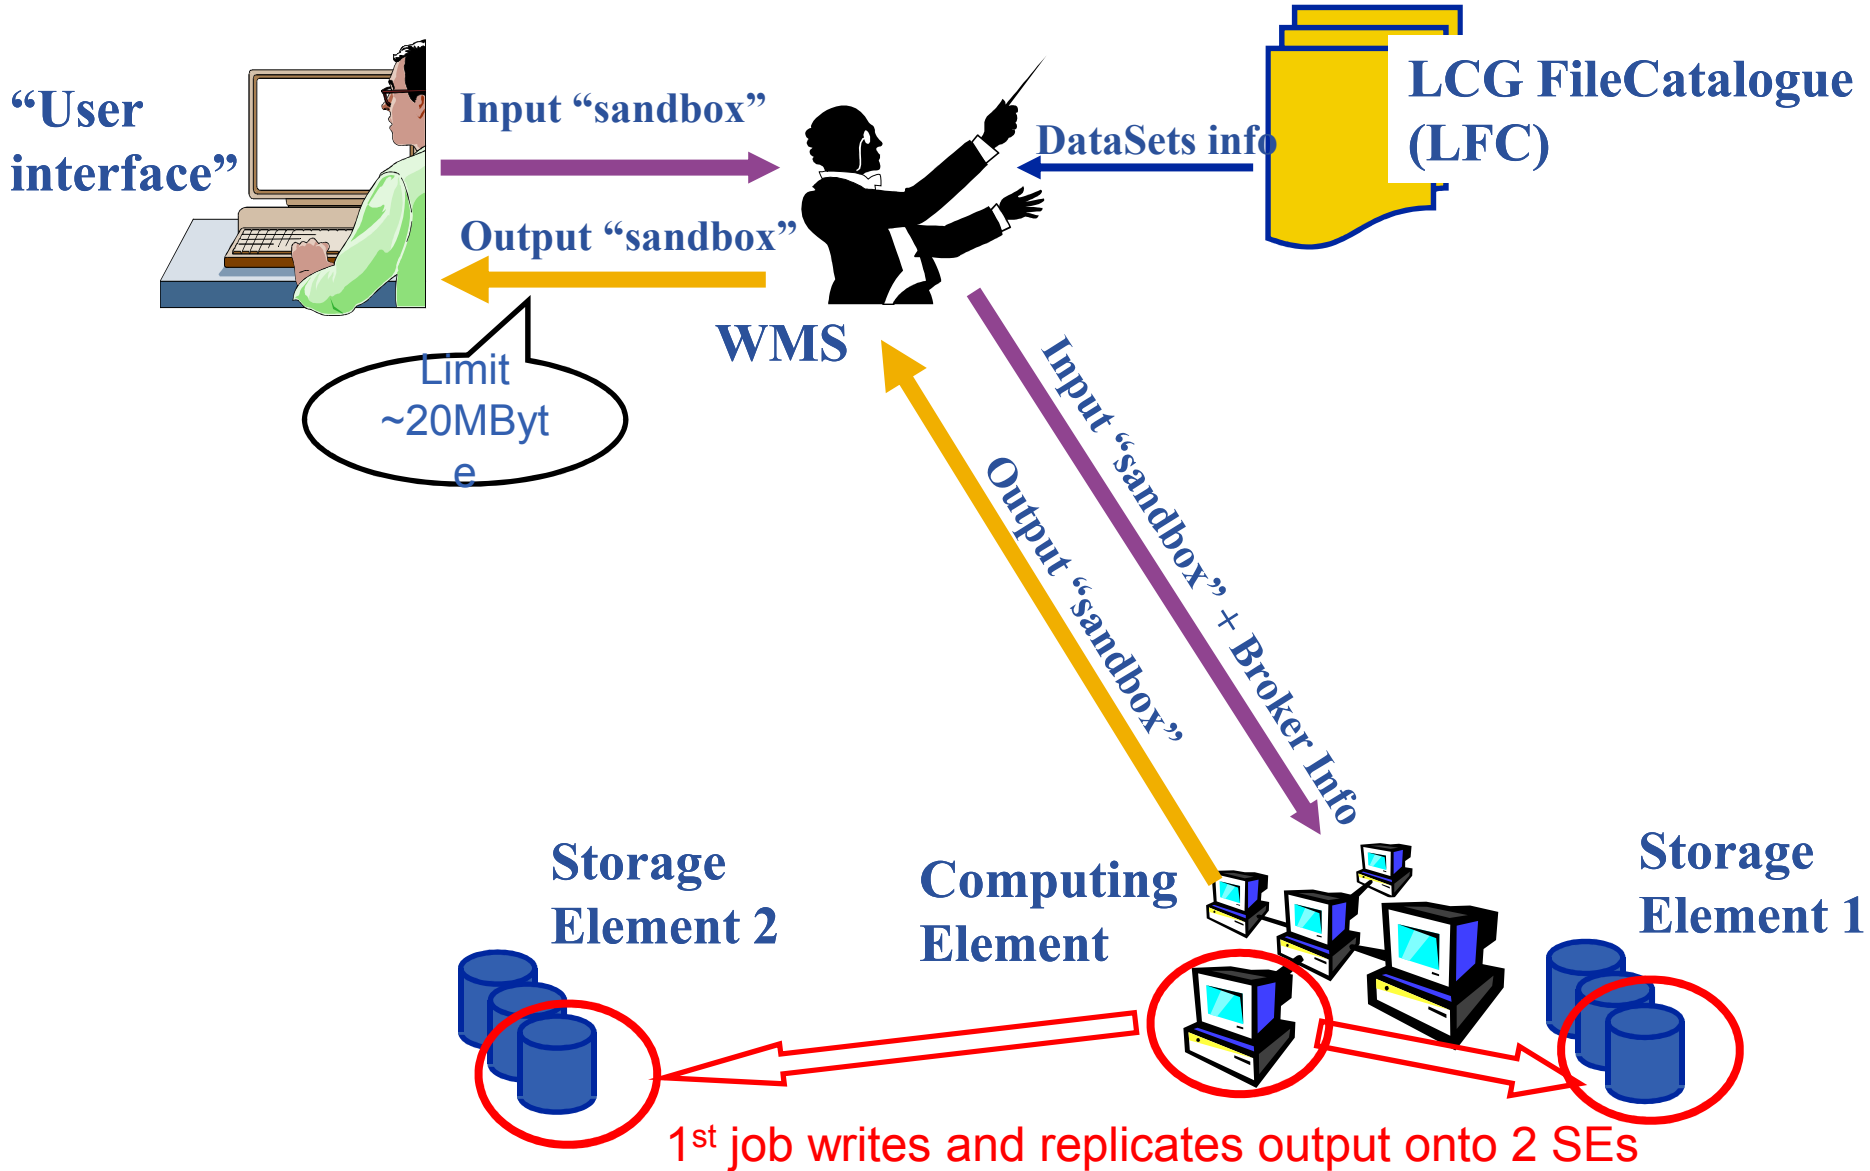 “User
interface”
Input “sandbox”
Output “sandbox”
Limit
~20MByt
e
WMS
DataSets info
LCG FileCatalogue
(LFC)
Input “sandbox” + Broker Info
Output “sandbox”
Storage
Element 2
Computing
Element
Storage
Element 1
1st job writes and replicates output onto 2 SEs